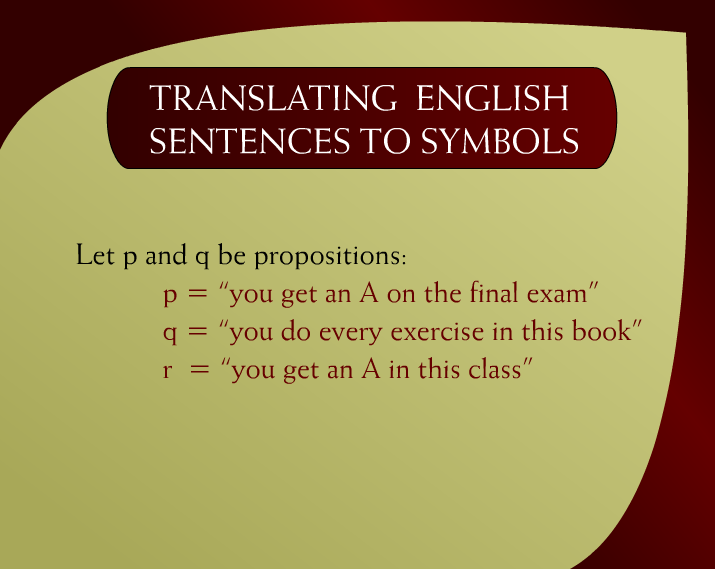 TRANSLATING ENGLISH
SENTENCES TO SYMBOLS
Let p and q be propositions:
p = “you get an A on the final exam”
q = “you do every exercise in this book”
r = “you get an A in this class”